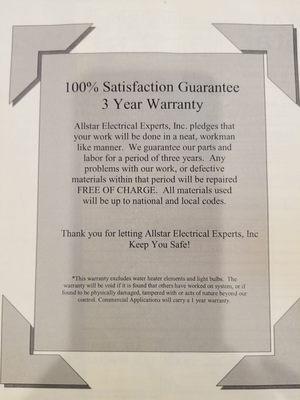 100% Satisfaction Guarantee
3 Year Warranty
Allstar Electrical Experts, Inc. pledges that
your work will be done in a neat, workman
like manner. We guarantee our parts and
labor for a period of three years. Any
problems with our work, or defective
materials within that period will be repaired
FREE OF CHARGE. All materials used
will be up to national and local codes.
Thank you for letting Allstar Electrical Experts, Inc
Keep You Safe!
*This warranty excludes water heater elements and light bulbs. The
warranty will be void if it is found that others have worked on system, or if
found to be physically damaged, tampered with or acts of nature beyond our
control. Commercial Applications will carry a 1 year warranty.